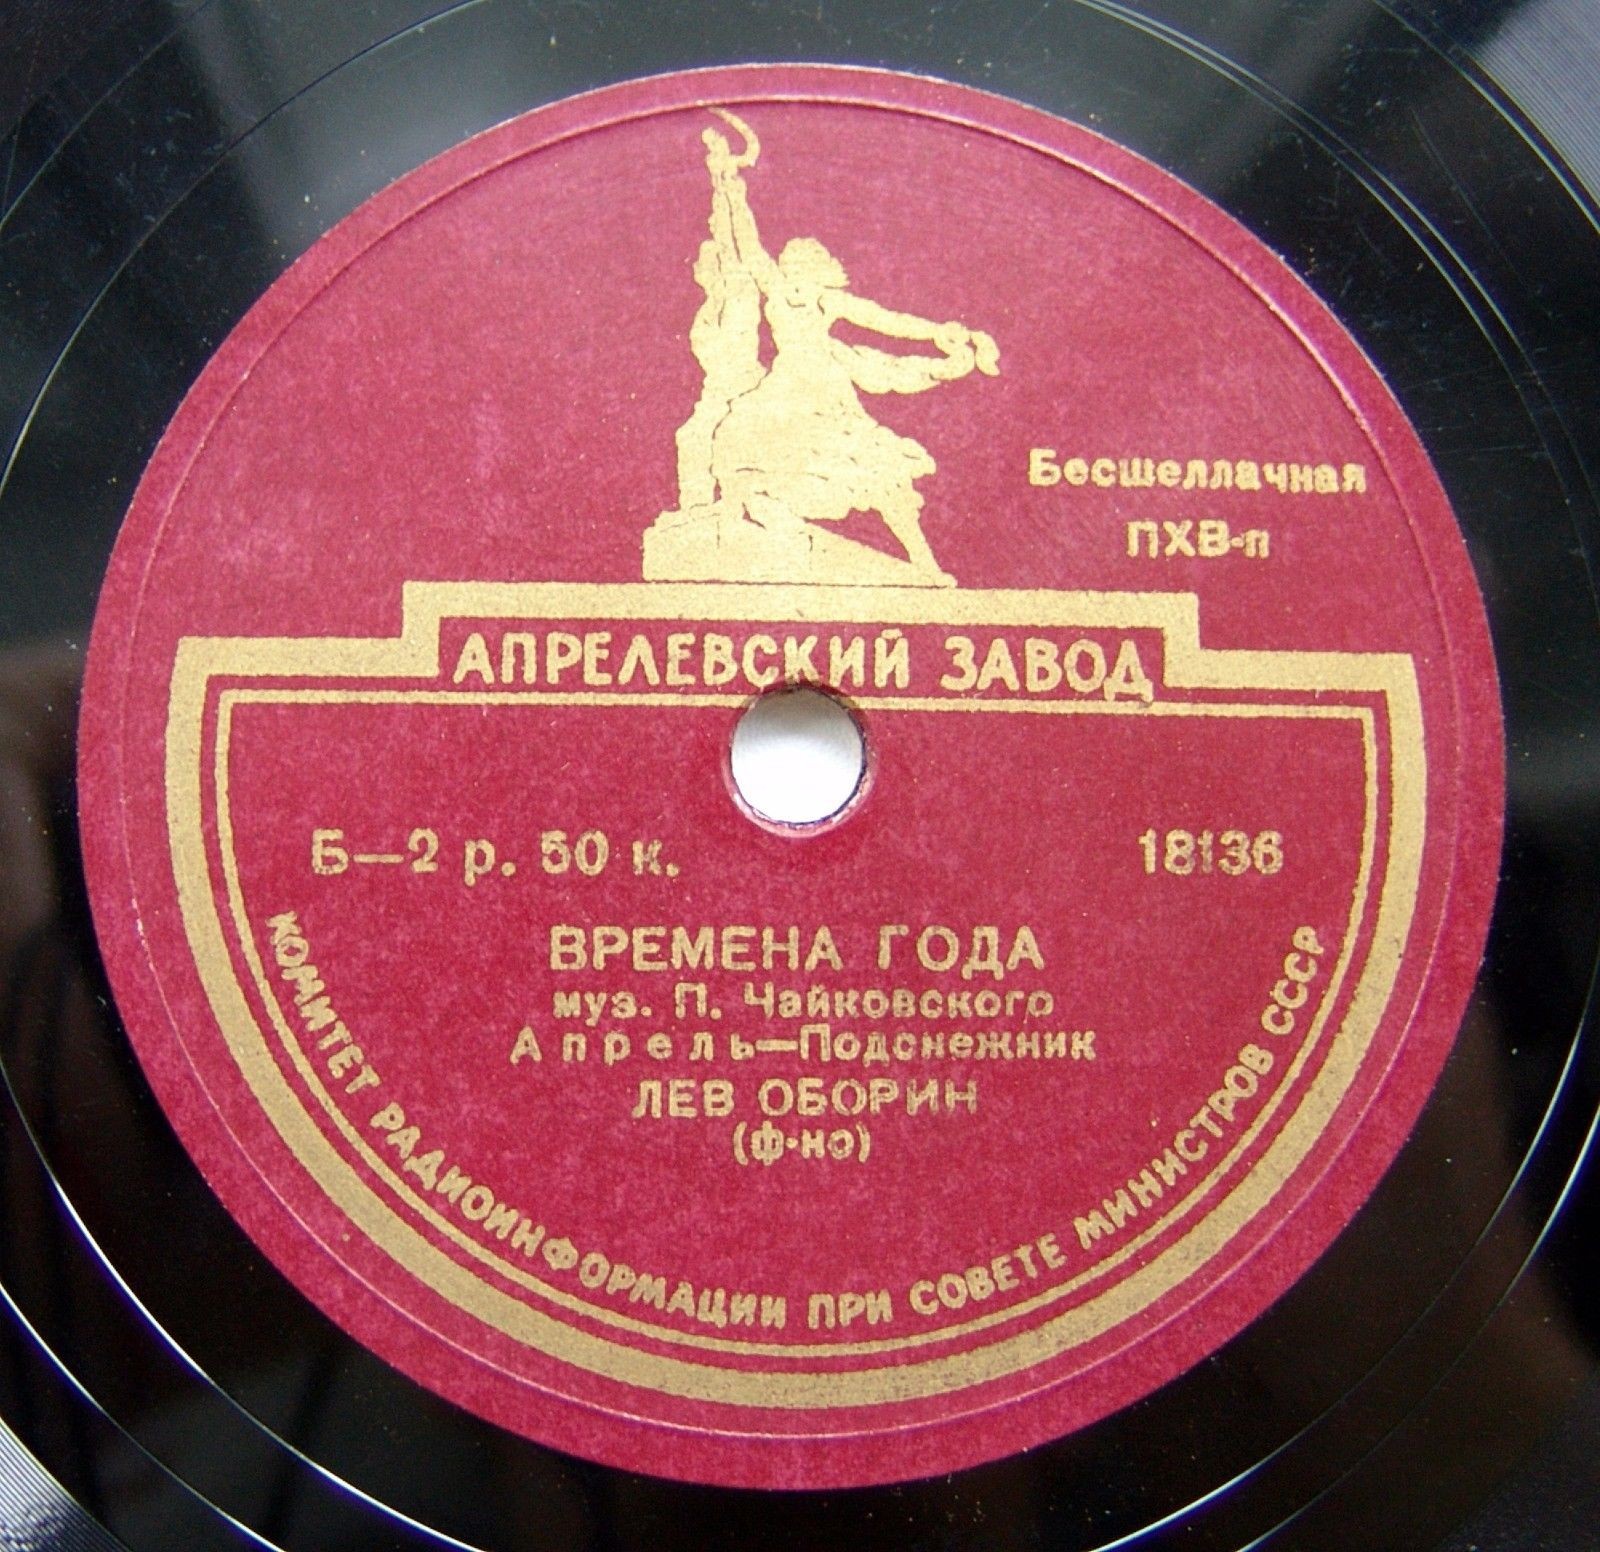 Бесшеллачная
ПХВ-п
АПРЕЛЕВСКИЙ ЗАВОД
Б—2 р. 50 к.
18136
ВРЕМЕНА ГОДА
муз. П. Чайковского
Апрель—Подснежник
ЛЕВ ОБОРИН
(ф-но)
КОМИТЕТ РАДИОИНФОРМАЦИИ ПРИ СОВЕТЕ МИНИСТРОВ СССР